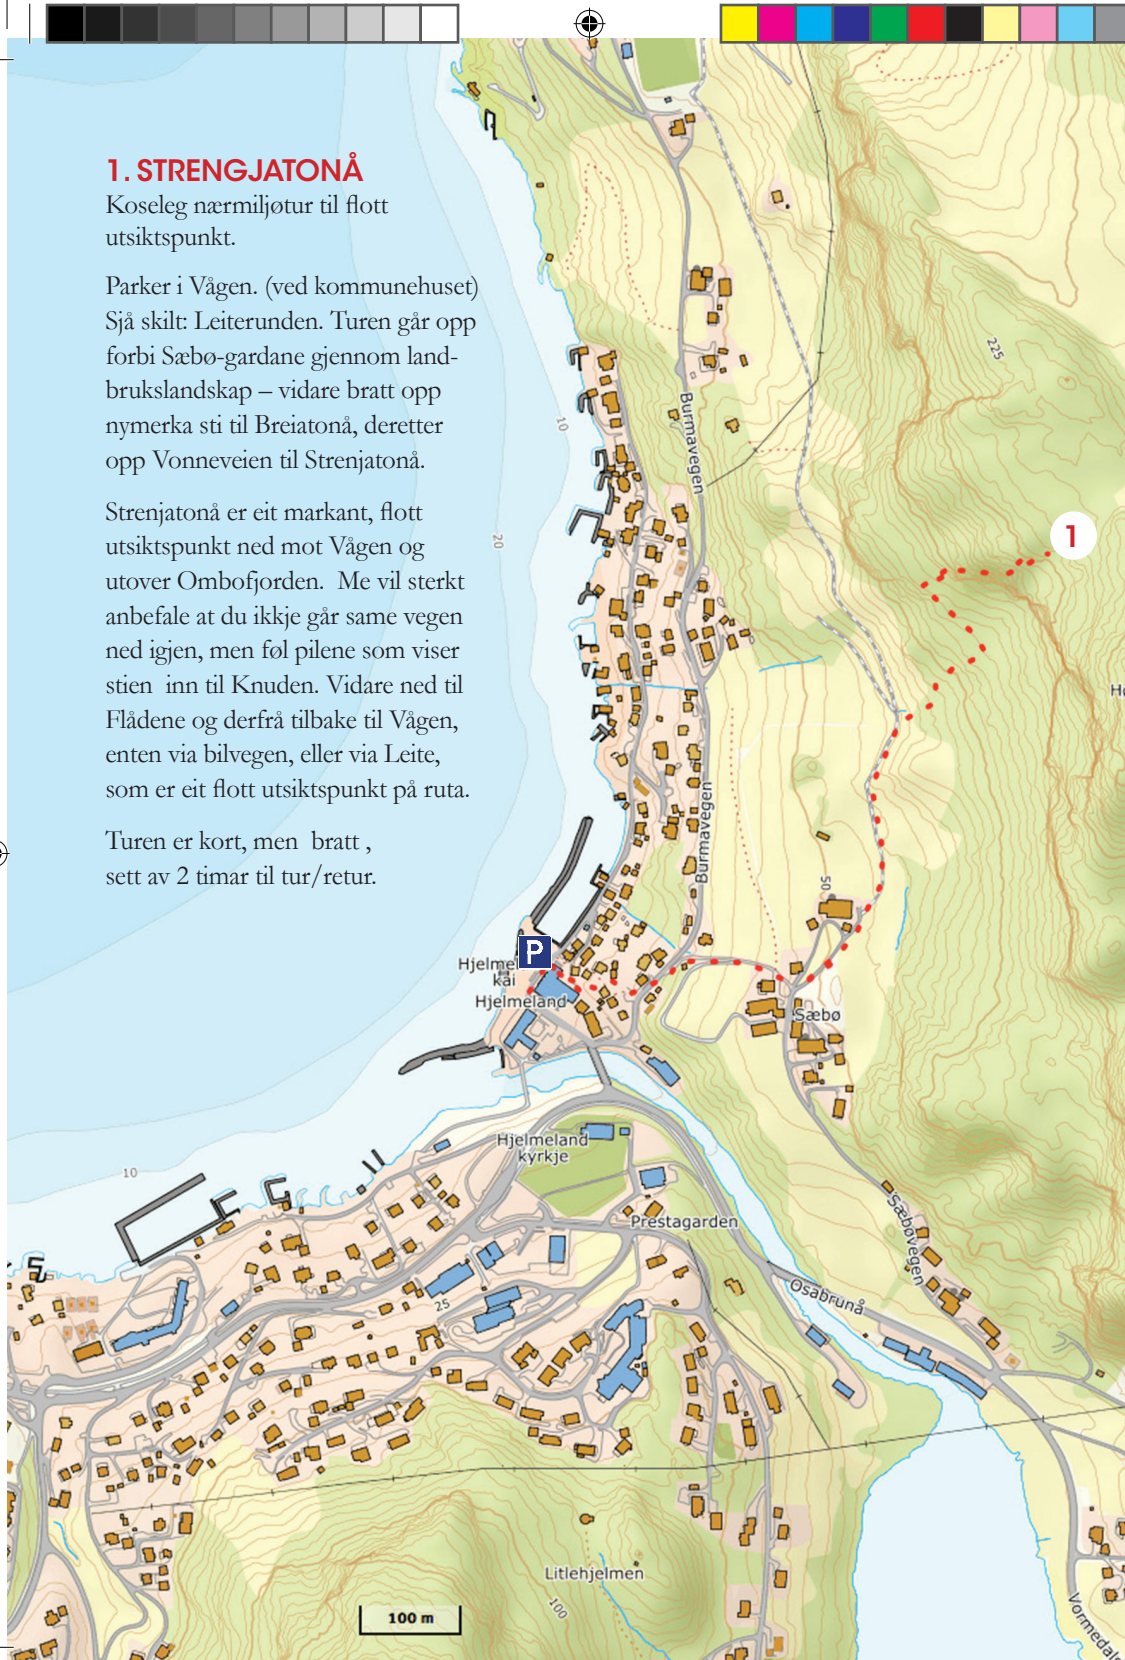 1. STRENGJATONÅ
Koseleg nærmiljøtur til flott
utsiktspunkt.
Parker i Vågen. (ved kommunehuset)
Sjå skilt: Leiterunden. Turen går opp
forbi Sæbø-gardane gjennom land-
brukslandskap – vidare bratt opp
nymerka sti til Breiatonå, deretter
opp Vonneveien til Strenjatonå.
Strenjatonå er eit markant, flott
utsiktspunkt ned mot Vågen og
utover Ombofjorden.  Me vil sterkt
anbefale at du ikkje går same vegen
ned igjen, men føl pilene som viser
stien  inn til Knuden. Vidare ned til
Flådene og derfrå tilbake til Vågen,
enten via bilvegen, eller via Leite,
som er eit flott utsiktspunkt på ruta.
Turen er kort, men  bratt ,
sett av 2 timar til tur/retur.
225
Burmavegen
10
20
1
Burmavegen
50
P
Hjelme
kai
Hjelmeland
Sæbø
Hjelmeland
kyrkje
10
Prestagarden
Sæbøvegen
Osabrunå
25
Litlehjelmen
100
100 m